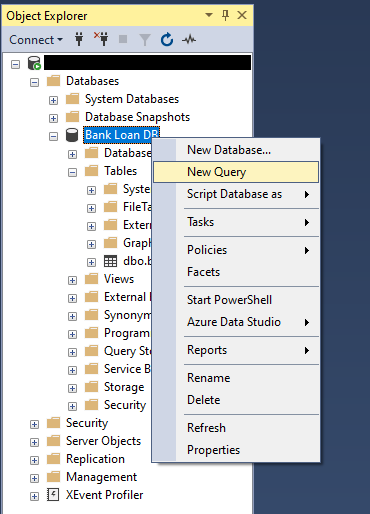 Object Explorer
Connect
Databases
System Databases
Database Snapshots
Bank Loan DB
Database
New Database...
Tables
New Query
Syste
Script Database as
FileTa
Tasks
Extern
Graph
Policies
dbo.b
Facets
Views
External
Start PowerShell
Synonym
Azure Data Studio
Programm
Query Sto
Reports
Service B
Storage
Rename
Security
Delete
Security
Server Objects
Refresh
Replication
Properties
Management
XEvent Profiler